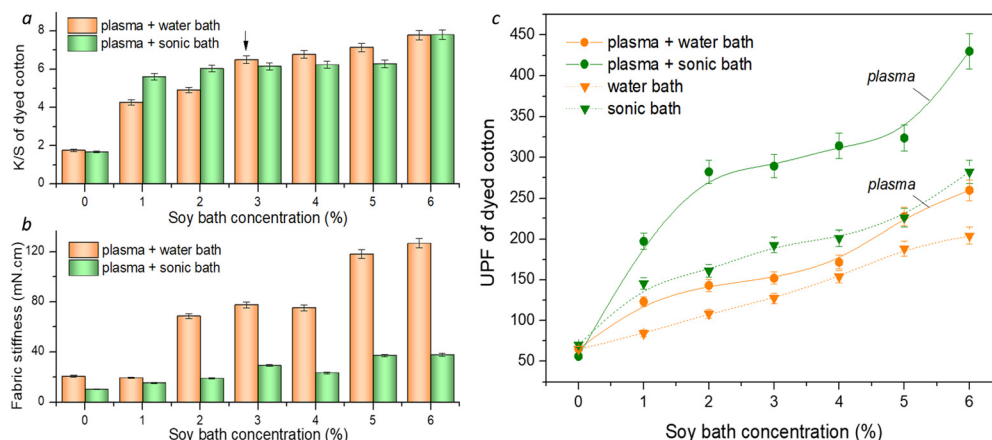 a
plasma + water bath
plasma + sonic bath
K/S of dyed cotton
8
6
4
2
0
0 1 2 3 4 5 6
Soy bath concentration (%)
b
plasma + water bath
plasma + sonic bath
Fabric stiffness (mN.cm)
120
80
40
0
0 1 2 3 4 5 6
Soy bath concentration (%)
c
plasma + water bath
plasma + sonic bath
water bath
sonic bath
plasma
plasma
UPF of dyed cotton
450
400
350
300
250
200
150
100
50
0 1 2 3 4 5 6
Soy bath concentration (%)